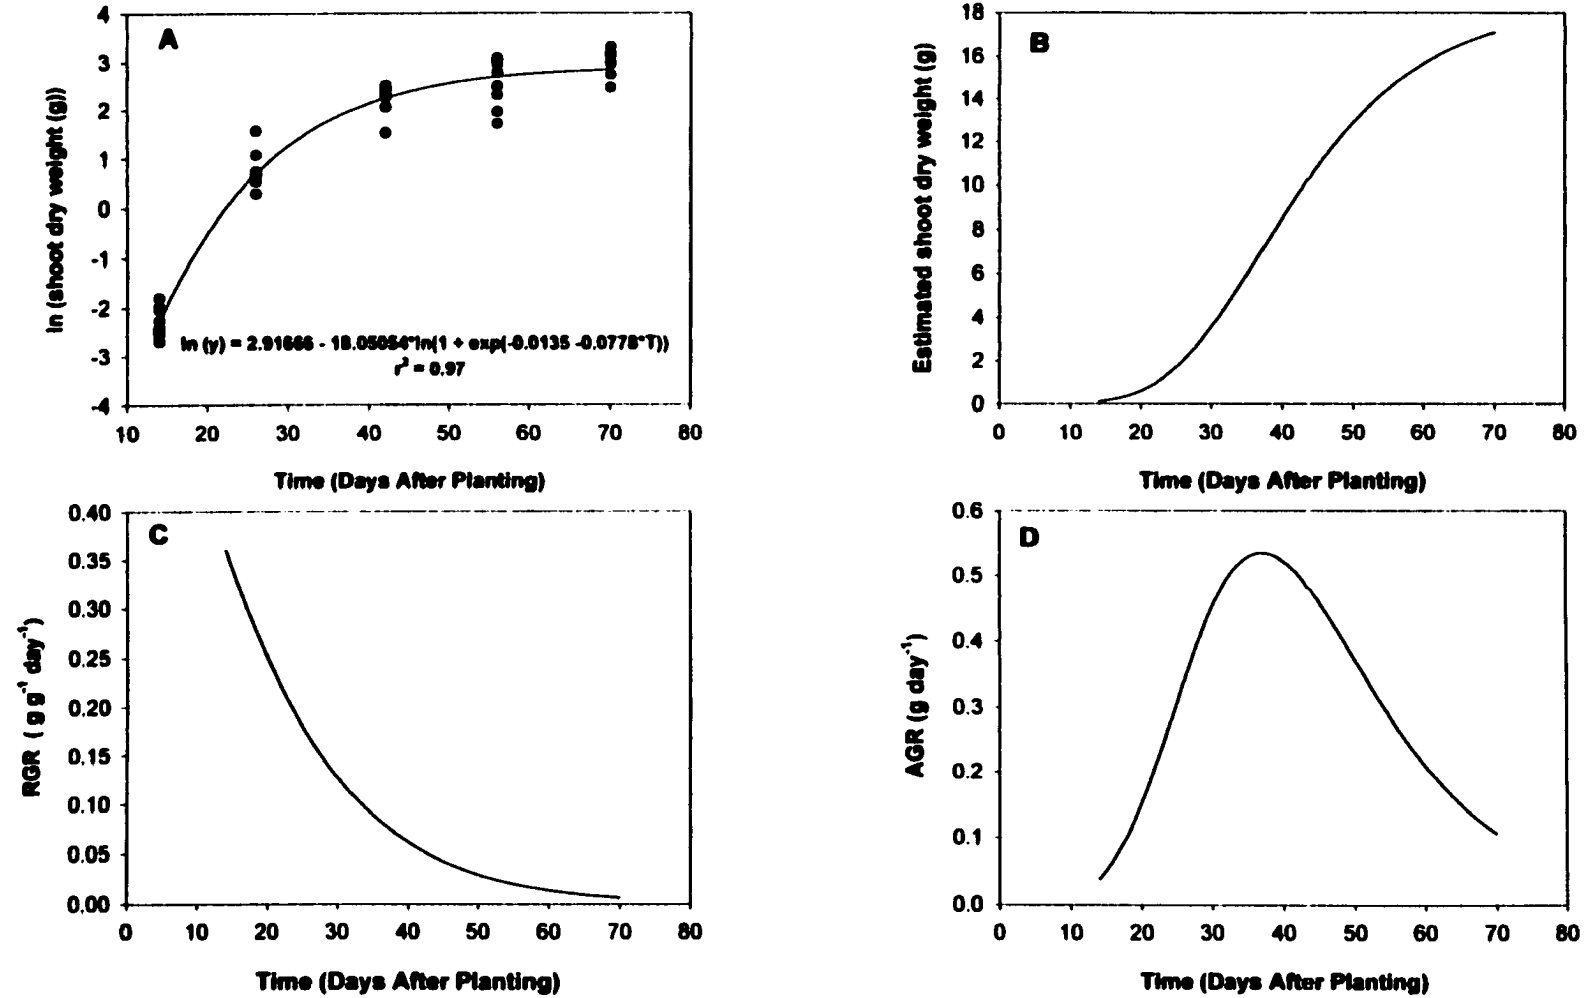 A
ln (shoot dry weight (g))
4
3
2
1
0
-1
-2
-3
-4
ln (y) = 2.91666 - 18.05054*ln(1 + exp(-0.0135 -0.0778*T))
r² = 0.97
10 20 30 40 50 60 70 80
Time (Days After Planting)
B
Estimated shoot dry weight (g)
18
16
14
12
10
8
6
4
2
0
0 10 20 30 40 50 60 70 80
Time (Days After Planting)
C
RGR ( g g⁻¹ day⁻¹)
0.40
0.35
0.30
0.25
0.20
0.15
0.10
0.05
0.00
0 10 20 30 40 50 60 70 80
Time (Days After Planting)
D
AGR (g day⁻¹)
0.6
0.5
0.4
0.3
0.2
0.1
0.0
0 10 20 30 40 50 60 70 80
Time (Days After Planting)